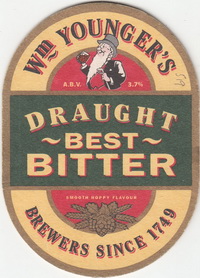 Wm YOUNGER'S
A.B.V. 3.7%
DRAUGHT
~BEST~
BITTER
SMOOTH HOPPY FLAVOUR
BREWERS SINCE 1749